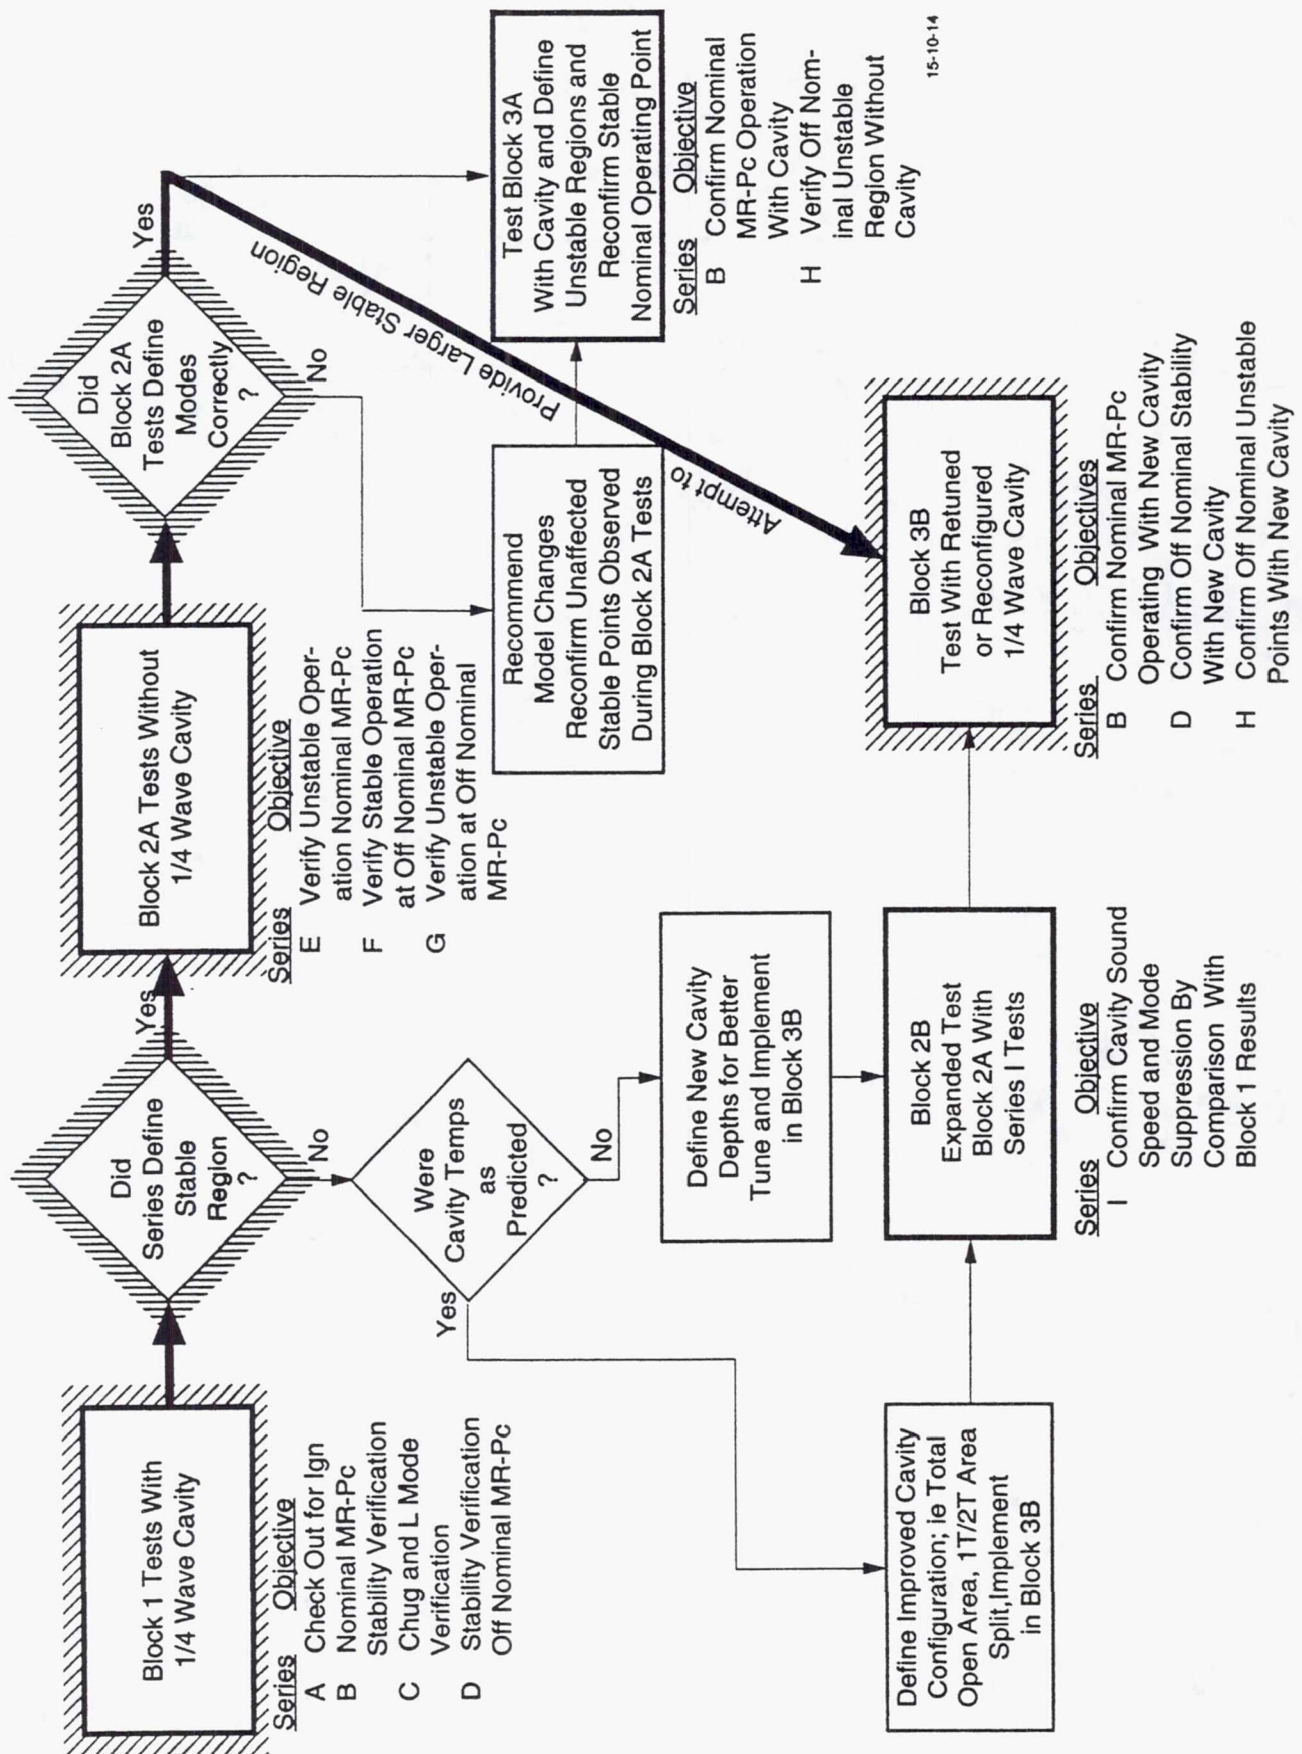 Block 1 Tests With
1/4 Wave Cavity
Series Objective
A Check Out for Ign
B Nominal MR-Pc
Stability Verification
C Chug and L Mode
Verification
D Stability Verification
Off Nominal MR-Pc
Did
Series Define
Stable
Region
?
Yes
No
Block 2A Tests Without
1/4 Wave Cavity
Series Objective
E Verify Unstable Oper-
ation Nominal MR-Pc
F Verify Stable Operation
at Off Nominal MR-Pc
G Verify Unstable Oper-
ation at Off Nominal
MR-Pc
Did
Block 2A
Tests Define
Modes
Correctly
?
Yes
No
Were
Cavity Temps
as
Predicted
?
Yes
No
Recommend
Model Changes
Reconfirm Unaffected
Stable Points Observed
During Block 2A Tests
Test Block 3A
With Cavity and Define
Unstable Regions and
Reconfirm Stable
Nominal Operating Point
Series Objective
B Confirm Nominal
MR-Pc Operation
With Cavity
H Verify Off Nom-
inal Unstable
Region Without
Cavity
Attempt to Provide Larger Stable Region
Define New Cavity
Depths for Better
Tune and Implement
in Block 3B
Define Improved Cavity
Configuration; ie Total
Open Area, 1T/2T Area
Split,Implement
in Block 3B
Block 2B
Expanded Test
Block 2A With
Series I Tests
Series Objective
I Confirm Cavity Sound
Speed and Mode
Suppression By
Comparison With
Block 1 Results
Block 3B
Test With Retuned
or Reconfigured
1/4 Wave Cavity
Series Objectives
B Confirm Nominal MR-Pc
Operating With New Cavity
D Confirm Off Nominal Stability
With New Cavity
H Confirm Off Nominal Unstable
Points With New Cavity
15-10-14